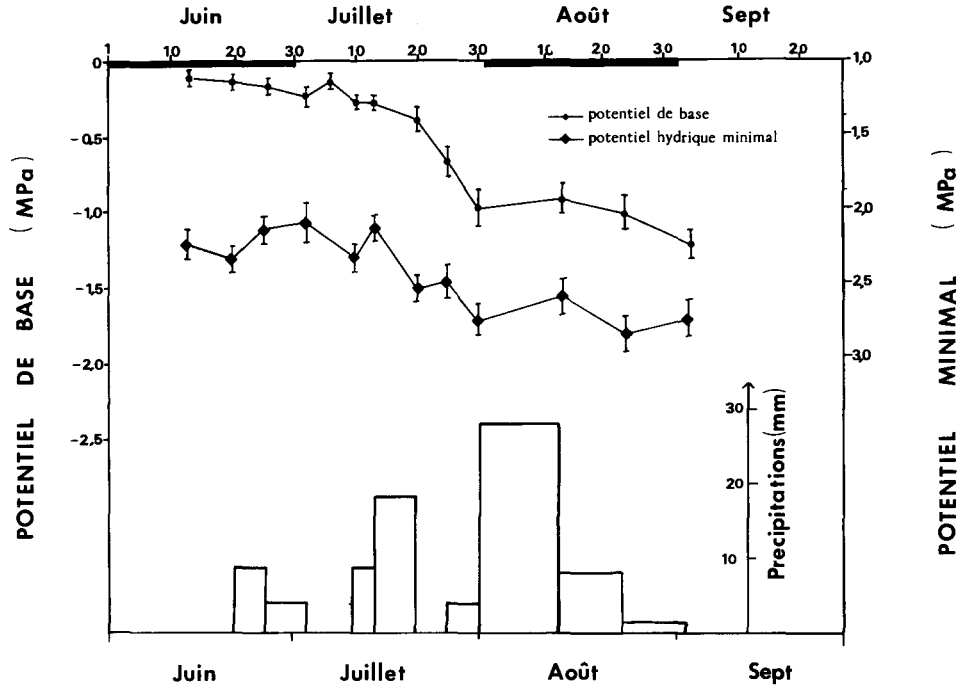 Juin Juillet Août Sept
1 10 20 30 10 20 30 10 20 30 10 20
0 -0,5 -1,0 -1,5 -2,0 -2,5
POTENTIEL DE BASE (MPa)
1,0 1,5 2,0 2,5 3,0
POTENTIEL MINIMAL (MPa)
potentiel de base
potentiel hydrique minimal
30
20
10
Precipitations(mm)
Juin Juillet Août Sept